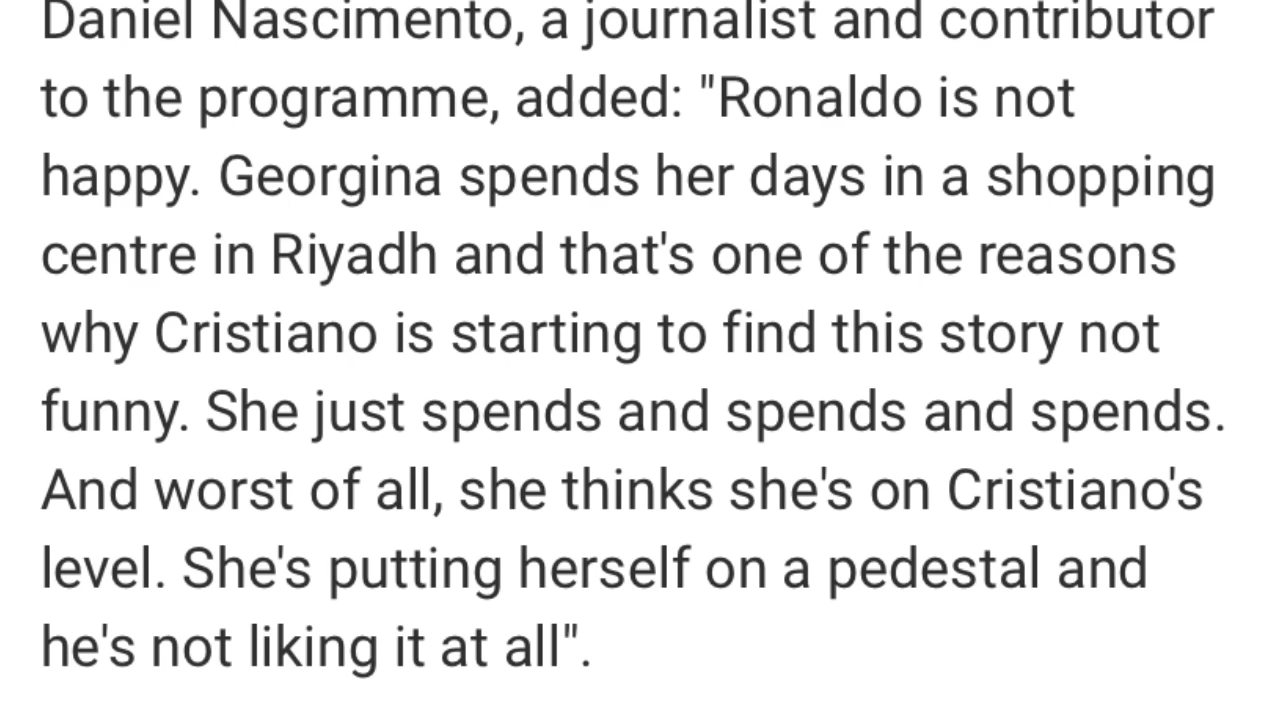 Daniel Nascimento, a journalist and contributor
to the programme, added: "Ronaldo is not
happy. Georgina spends her days in a shopping
centre in Riyadh and that's one of the reasons
why Cristiano is starting to find this story not
funny. She just spends and spends and spends.
And worst of all, she thinks she's on Cristiano's
level. She's putting herself on a pedestal and
he's not liking it at all".